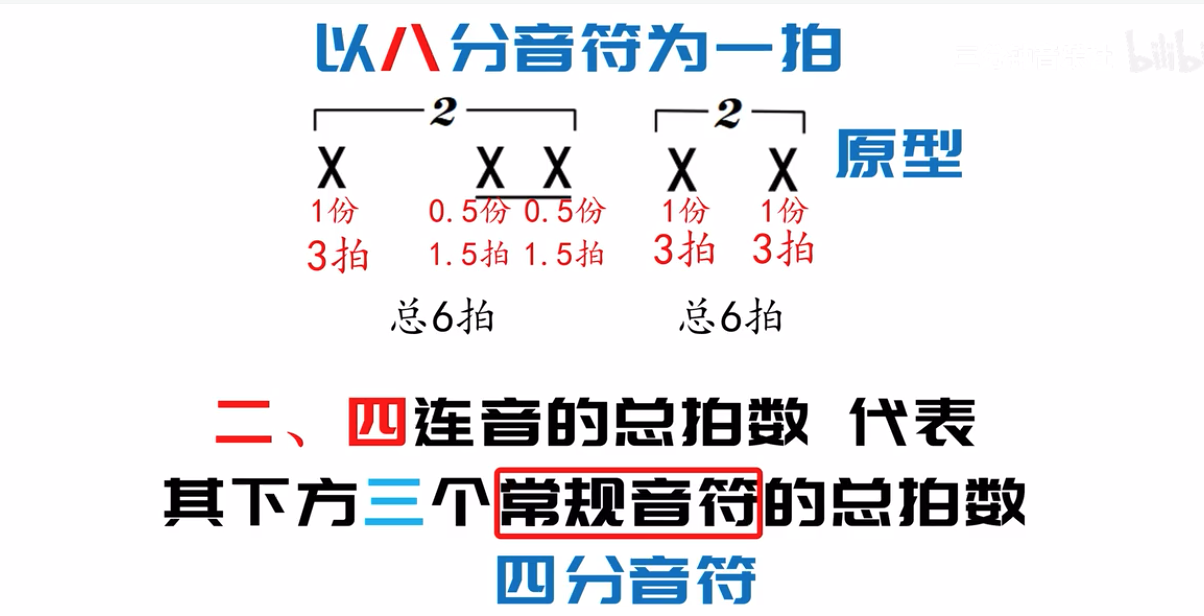 以八分音符为一拍
2 2
X X X X X 原型
1份 0.5份 0.5份 1份 1份
3拍 1.5拍 1.5拍 3拍 3拍
总6拍 总6拍
二、四连音的总拍数 代表
其下方三个常规音符的总拍数
四分音符